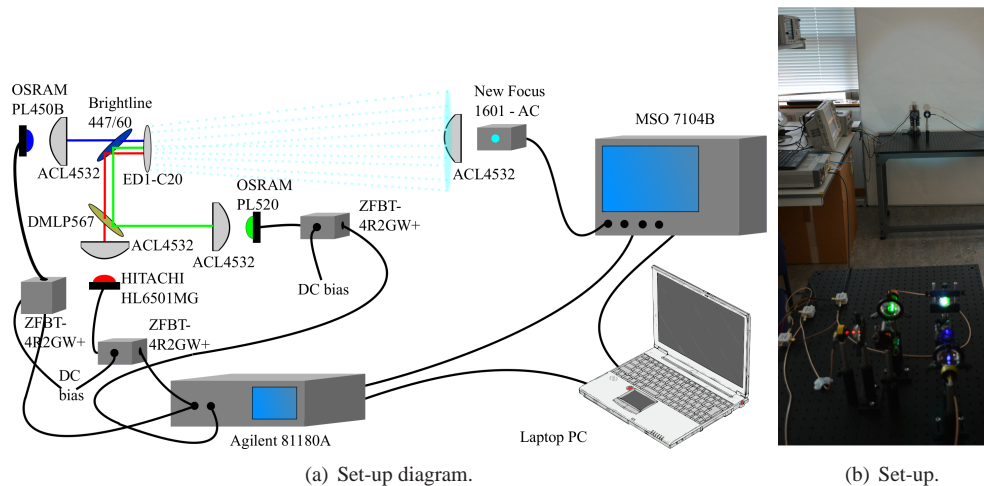 OSRAM
PL450B
Brightline
447/60
ACL4532
ED1-C20
New Focus
1601 - AC
ACL4532
MSO 7104B
OSRAM
PL520
ZFBT-
4R2GW+
DMLP567
ACL4532
ACL4532
DC bias
HITACHI
HL6501MG
ZFBT-
4R2GW+
ZFBT-
4R2GW+
DC
bias
Agilent 81180A
Laptop PC
(a) Set-up diagram.
(b) Set-up.